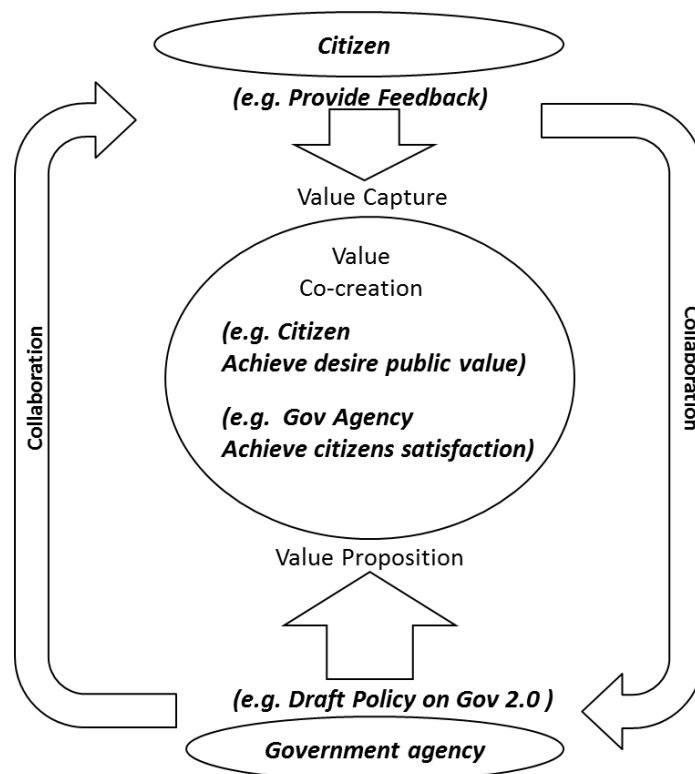 Citizen
(e.g. Provide Feedback)
Value Capture
Value
Co-creation
(e.g. Citizen
Achieve desire public value)
(e.g. Gov Agency
Achieve citizens satisfaction)
Collaboration
Collaboration
Value Proposition
(e.g. Draft Policy on Gov 2.0 )
Government agency